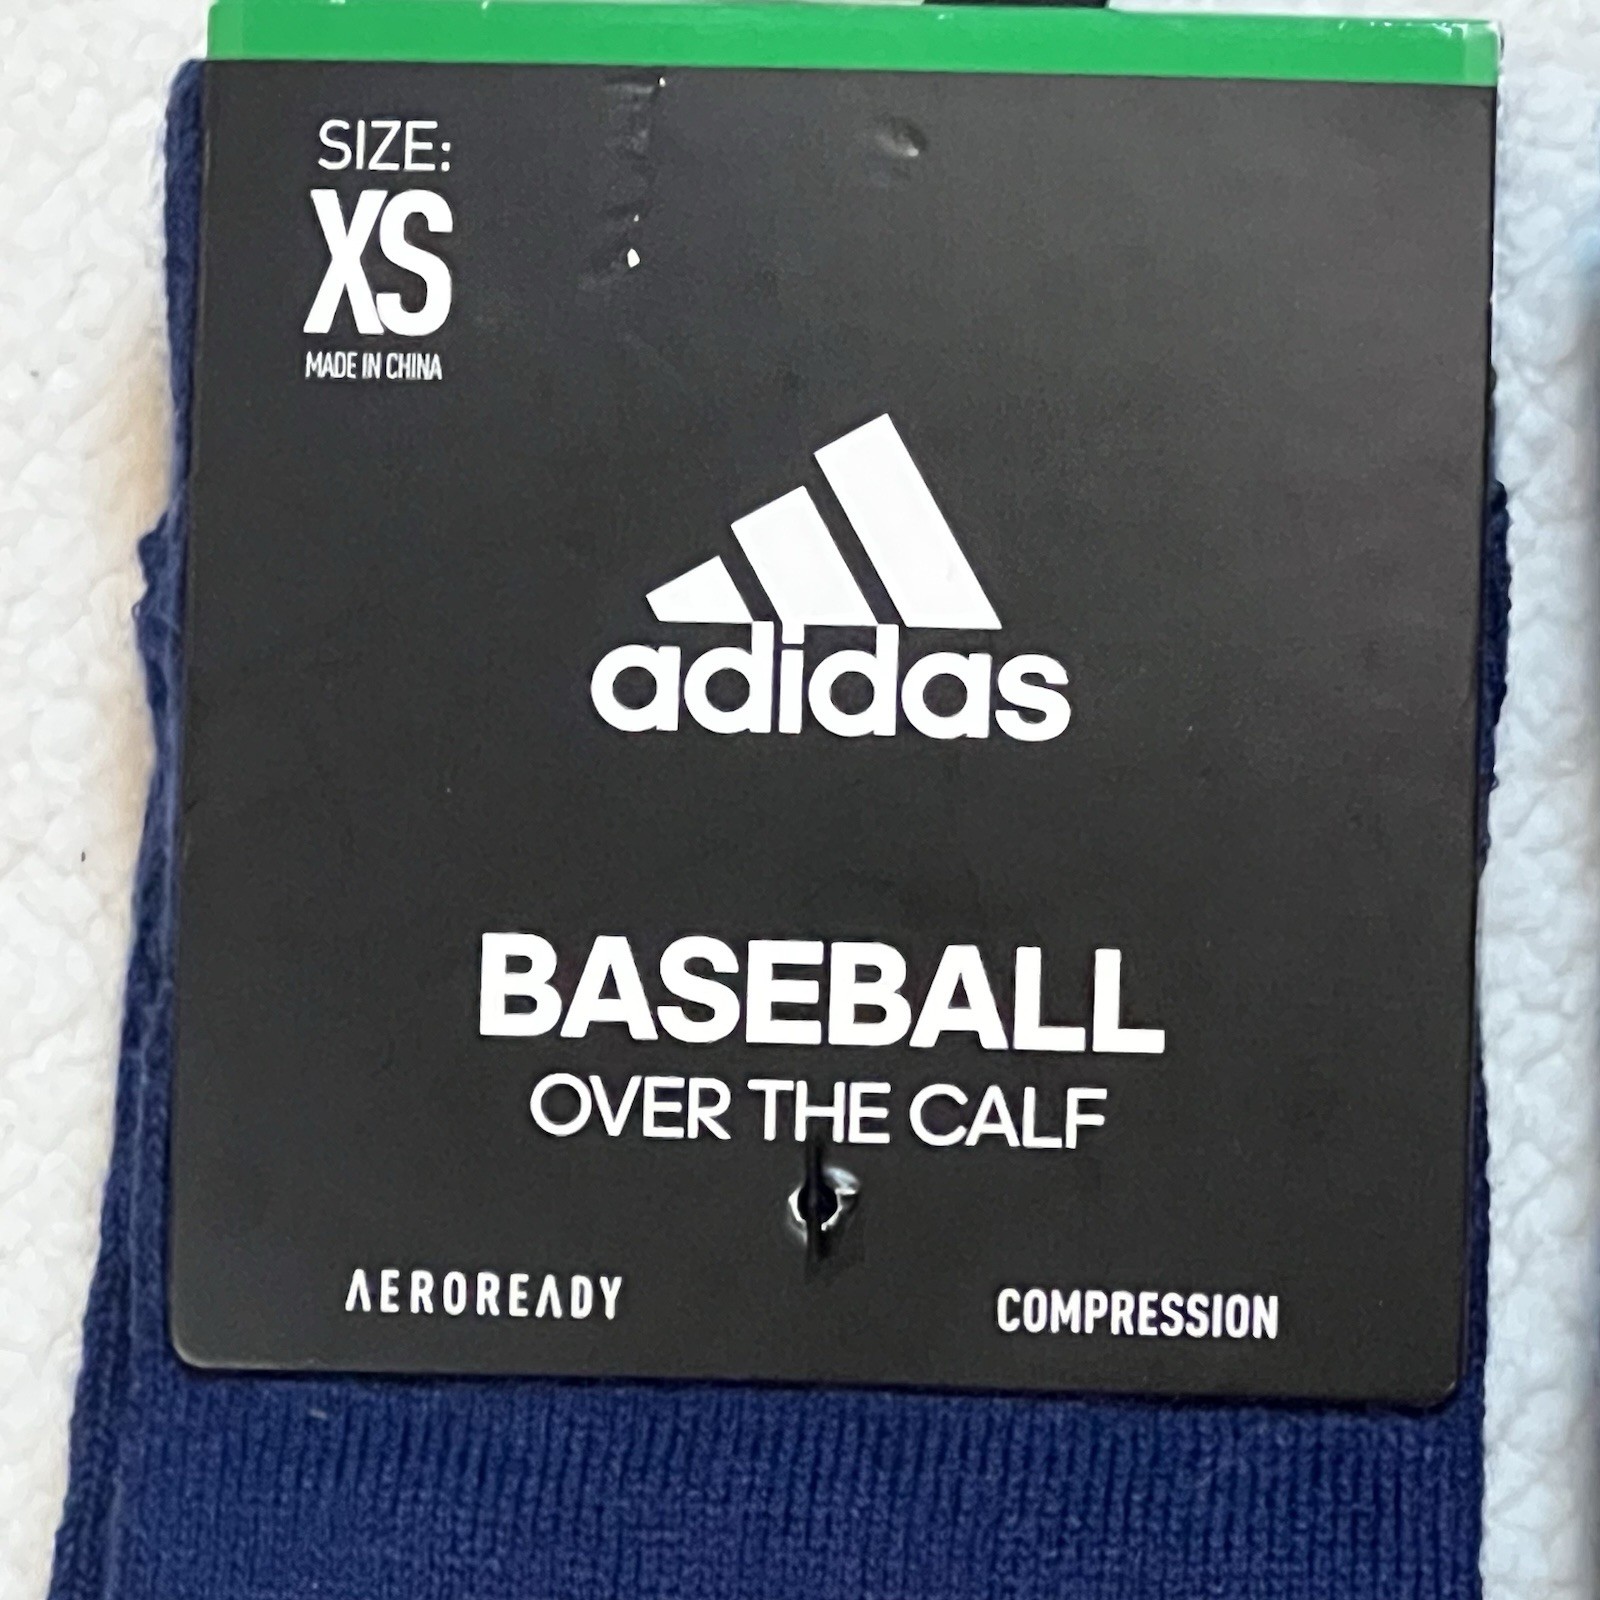 SIZE:
XS
MADE IN CHINA
adidas
BASEBALL
OVER THE CALF
AEROREADY
COMPRESSION